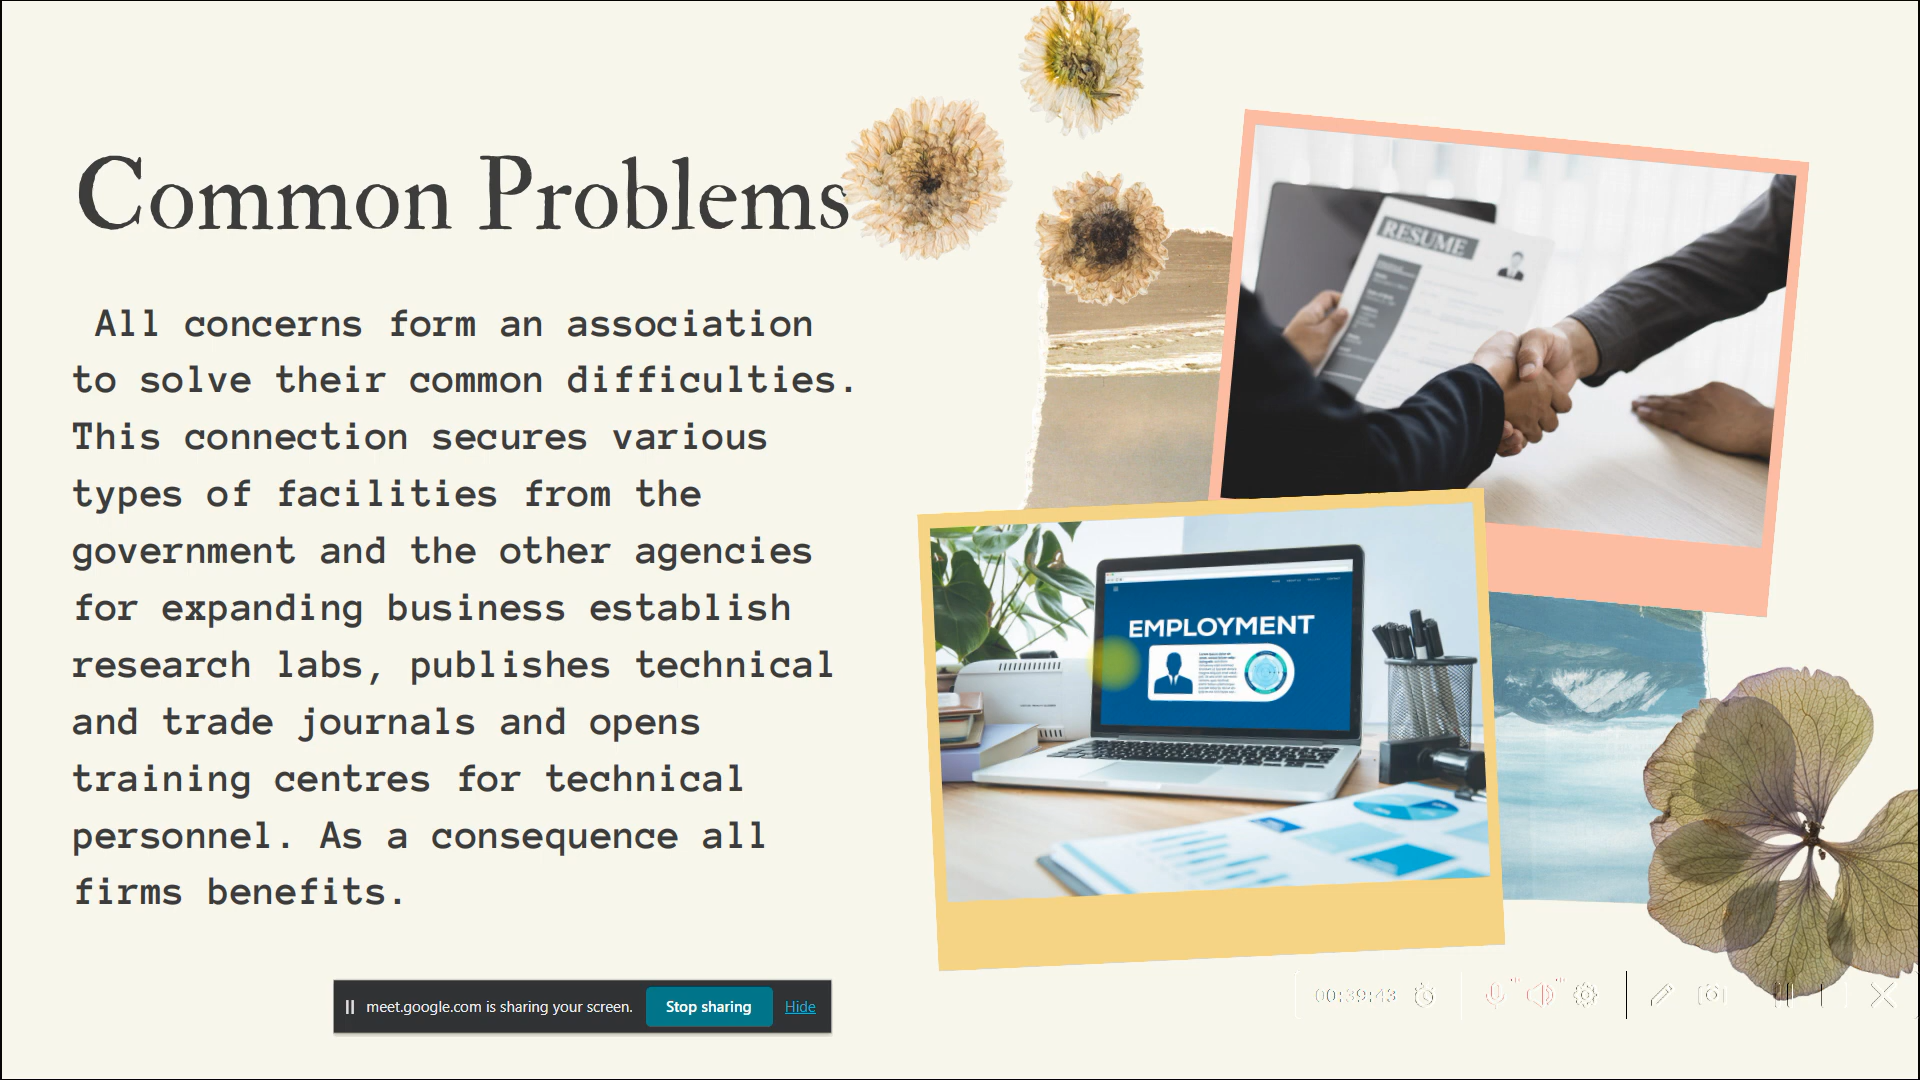 Common Problems
All concerns form an association
to solve their common difficulties.
This connection secures various
types of facilities from the
government and the other agencies
for expanding business establish
research labs, publishes technical
and trade journals and opens
training centres for technical
personnel. As a consequence all
firms benefits.
RESUME
EMPLOYMENT
meet.google.com is sharing your screen.
Stop sharing
Hide
00:39:43